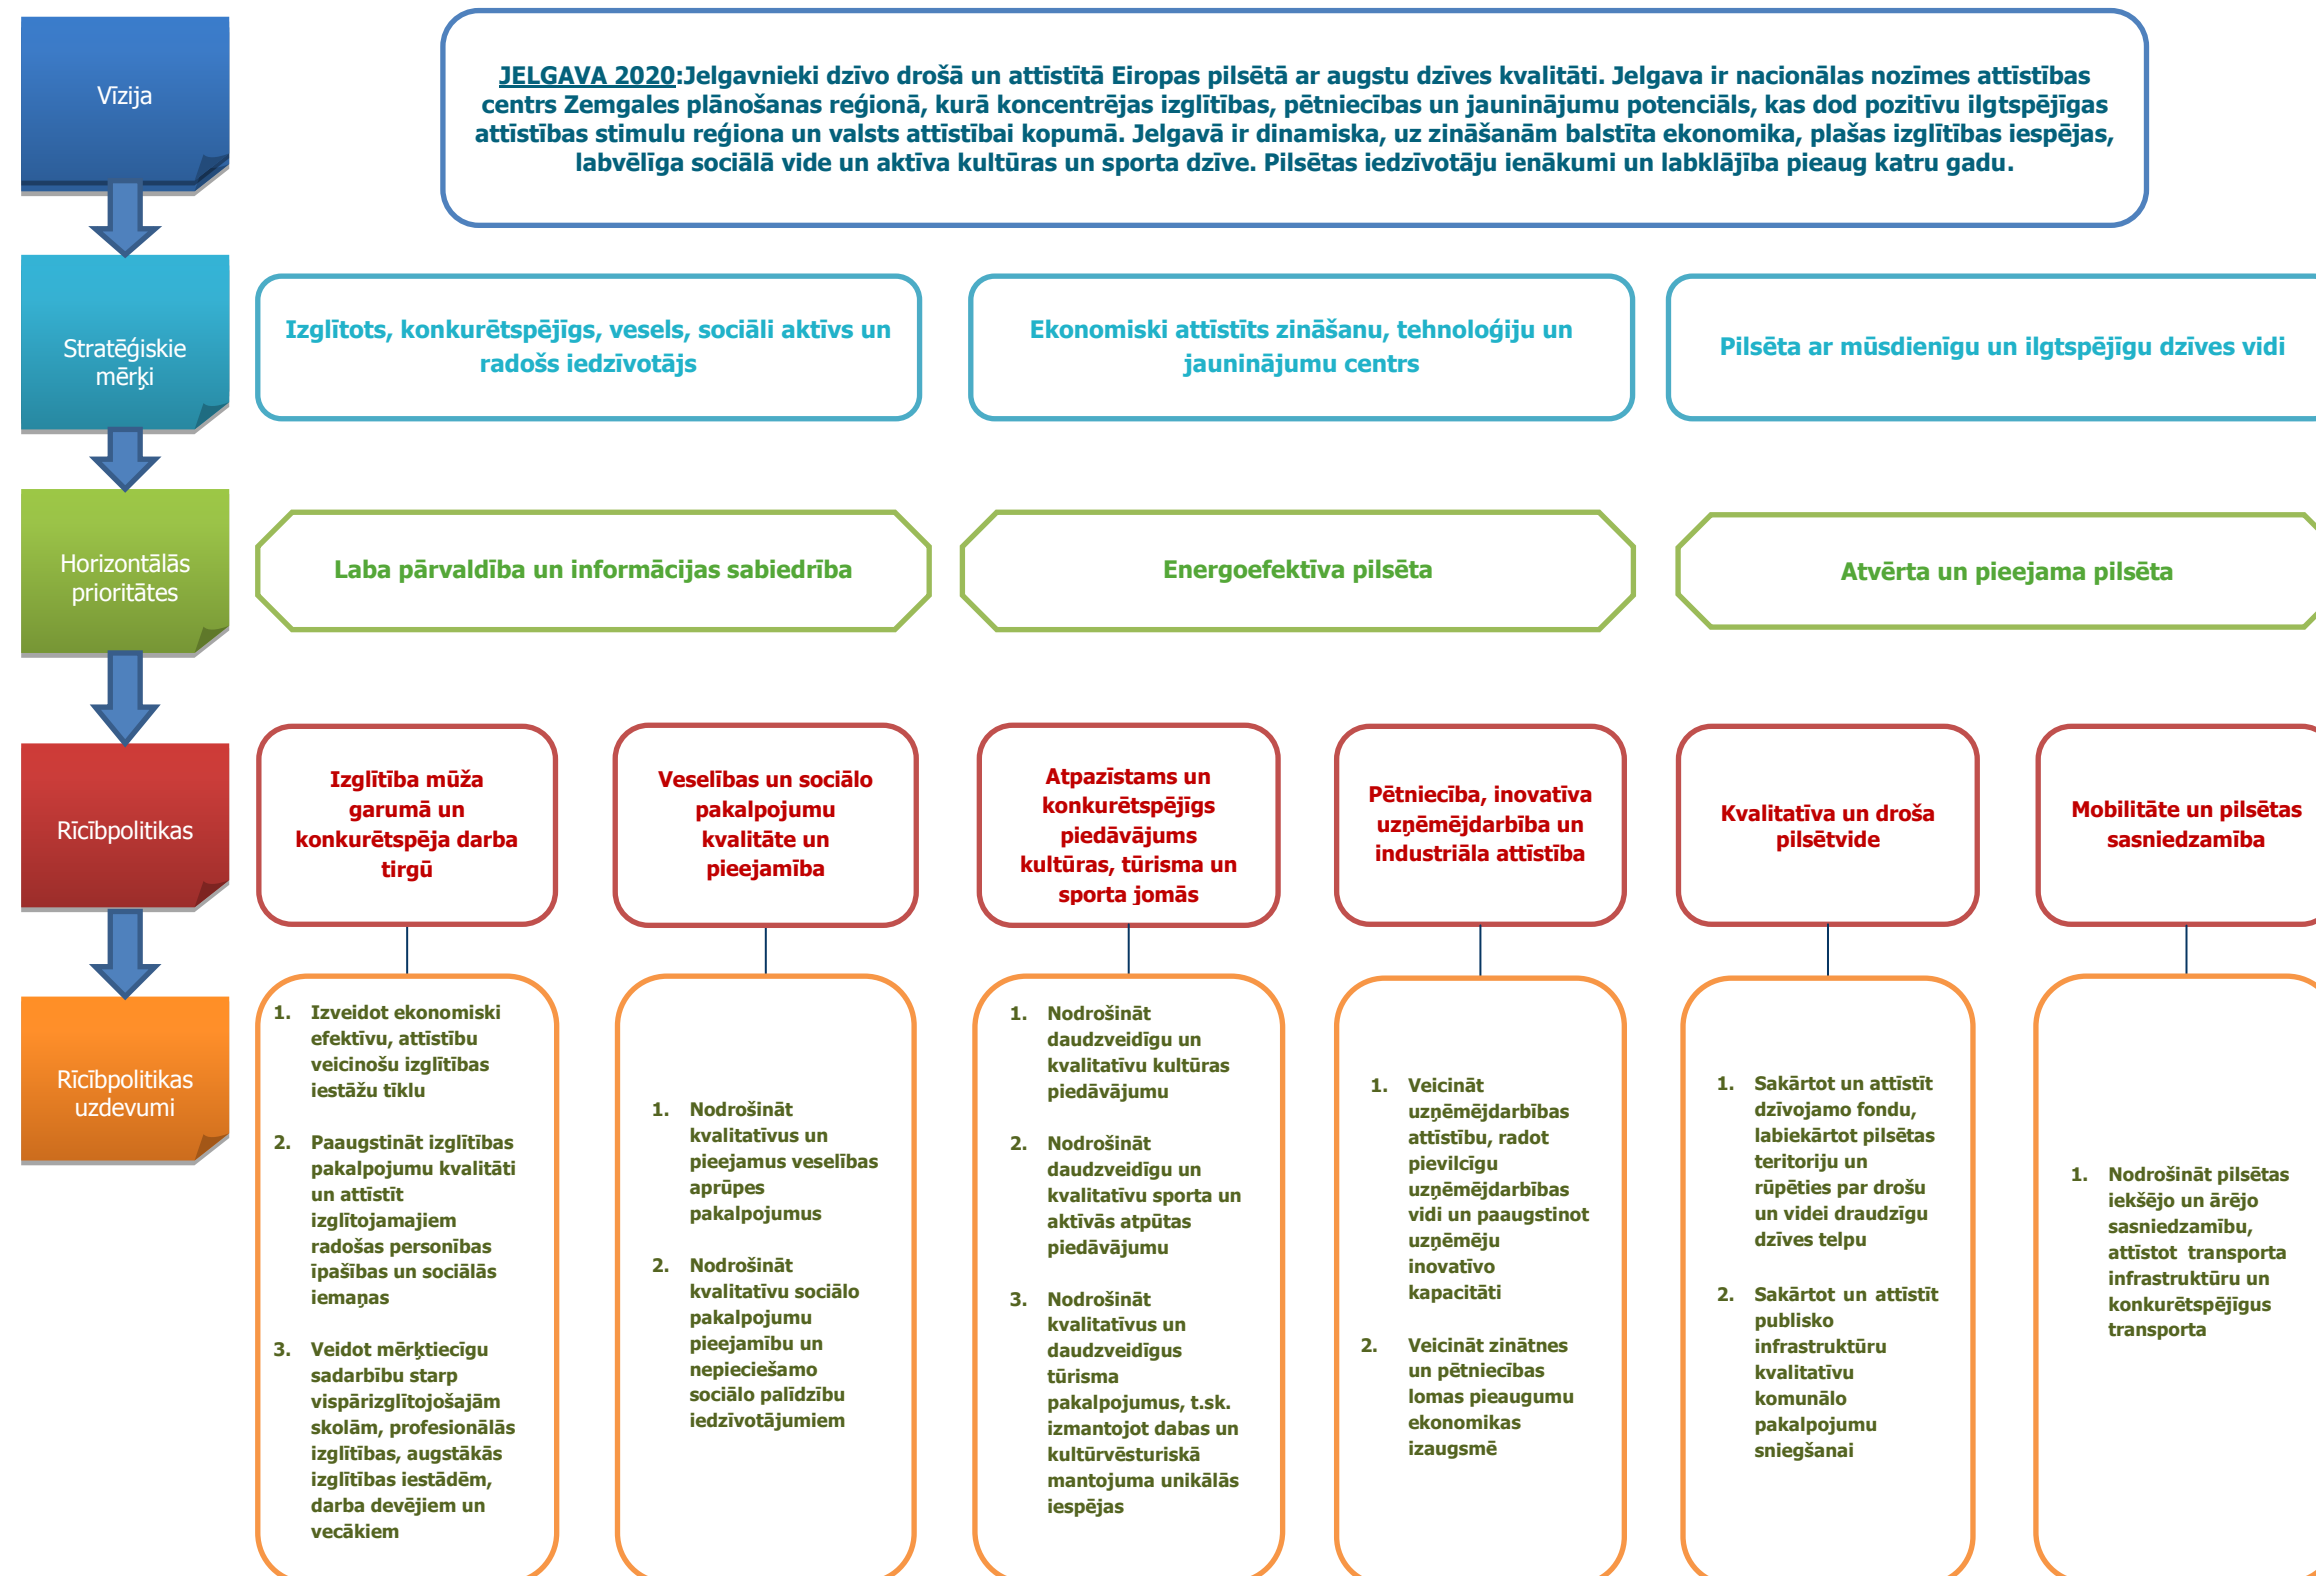 Vīzija
JELGAVA 2020:Jelgavnieki dzīvo drošā un attīstītā Eiropas pilsētā ar augstu dzīves kvalitāti. Jelgava ir nacionālas nozīmes attīstības
centrs Zemgales plānošanas reģionā, kurā koncentrējas izglītības, pētniecības un jauninājumu potenciāls, kas dod pozitīvu ilgtspējīgas
attīstības stimulu reģiona un valsts attīstībai kopumā. Jelgavā ir dinamiska, uz zināšanām balstīta ekonomika, plašas izglītības iespējas,
labvēlīga sociālā vide un aktīva kultūras un sporta dzīve. Pilsētas iedzīvotāju ienākumi un labklājība pieaug katru gadu.
Stratēģiskie
mērķi
Izglītots, konkurētspējīgs, vesels, sociāli aktīvs un
radošs iedzīvotājs
Ekonomiski attīstīts zināšanu, tehnoloģiju un
jauninājumu centrs
Pilsēta ar mūsdienīgu un ilgtspējīgu dzīves vidi
Horizontālās
prioritātes
Laba pārvaldība un informācijas sabiedrība
Energoefektīva pilsēta
Atvērta un pieejama pilsēta
Rīcībpolitikas
Izglītība mūža
garumā un
konkurētspēja darba
tirgū
Veselības un sociālo
pakalpojumu
kvalitāte un
pieejamība
Atpazīstams un
konkurētspējīgs
piedāvājums
kultūras, tūrisma un
sporta jomās
Pētniecība, inovatīva
uzņēmējdarbība un
industriāla attīstība
Kvalitatīva un droša
pilsētvide
Mobilitāte un pilsētas
sasniedzamība
Rīcībpolitikas
uzdevumi
1. Izveidot ekonomiski
efektīvu, attīstību
veicinošu izglītības
iestāžu tīklu
2. Paaugstināt izglītības
pakalpojumu kvalitāti
un attīstīt
izglītojamajiem
radošas personības
īpašības un sociālās
iemaņas
3. Veidot mērķtiecīgu
sadarbību starp
vispārizglītojošajām
skolām, profesionālās
izglītības, augstākās
izglītības iestādēm,
darba devējiem un
vecākiem
1. Nodrošināt
kvalitatīvus un
pieejamus veselības
aprūpes
pakalpojumus
2. Nodrošināt
kvalitatīvu sociālo
pakalpojumu
pieejamību un
nepieciešamo
sociālo palīdzību
iedzīvotājumiem
1. Nodrošināt
daudzveidīgu un
kvalitatīvu kultūras
piedāvājumu
2. Nodrošināt
daudzveidīgu un
kvalitatīvu sporta un
aktīvās atpūtas
piedāvājumu
3. Nodrošināt
kvalitatīvus un
daudzveidīgus
tūrisma
pakalpojumus, t.sk.
izmantojot dabas un
kultūrvēsturiskā
mantojuma unikālās
iespējas
1. Veicināt
uzņēmējdarbības
attīstību, radot
pievilcīgu
uzņēmējdarbības
vidi un paaugstinot
uzņēmēju
inovatīvo
kapacitāti
2. Veicināt zinātnes
un pētniecības
lomas pieaugumu
ekonomikas
izaugsmē
1. Sakārtot un attīstīt
dzīvojamo fondu,
labiekārtot pilsētas
teritoriju un
rūpēties par drošu
un videi draudzīgu
dzīves telpu
2. Sakārtot un attīstīt
publisko
infrastruktūru
kvalitatīvu
komunālo
pakalpojumu
sniegšanai
1. Nodrošināt pilsētas
iekšējo un ārējo
sasniedzamību,
attīstot transporta
infrastruktūru un
konkurētspējīgus
transporta